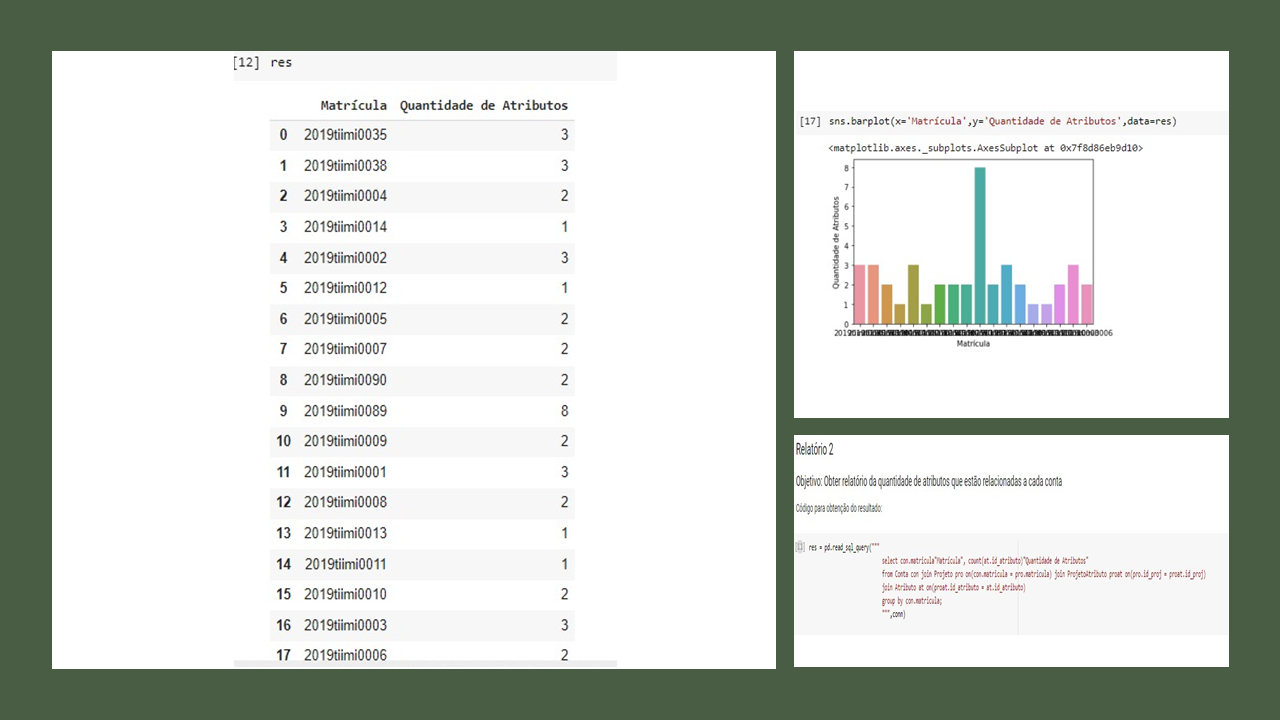 [12] res
Matrícula Quantidade de Atributos
0 2019tiimi0035 3
1 2019tiimi0038 3
2 2019tiimi0004 2
3 2019tiimi0014 1
4 2019tiimi0002 3
5 2019tiimi0012 1
6 2019tiimi0005 2
7 2019tiimi0007 2
8 2019tiimi0090 2
9 2019tiimi0089 8
10 2019tiimi0009 2
11 2019tiimi0001 3
12 2019tiimi0008 2
13 2019tiimi0013 1
14 2019tiimi0011 1
15 2019tiimi0010 2
16 2019tiimi0003 3
17 2019tiimi0006 2
[17] sns.barplot(x='Matrícula',y='Quantidade de Atributos',data=res)
<matplotlib.axes._subplots.AxesSubplot at 0x7f8d86eb9d10>
Quantidade de Atributos
8
7
6
5
4
3
2
1
0
Matrícula
Relatório 2
Objetivo: Obter relatório da quantidade de atributos que estão relacionadas a cada conta
Código para obtenção do resultado:
res = pd.read_sql_query("""
select con.matricula"Matrícula", count(at.id_atributo)"Quantidade de Atributos"
from Conta con join Projeto pro on(con.matricula = pro.matricula) join ProjetoAtributo proat on(pro.id_proj = proat.id_proj)
join Atributo at on(proat.id_atributo = at.id_atributo)
group by con.matricula;
""",conn)